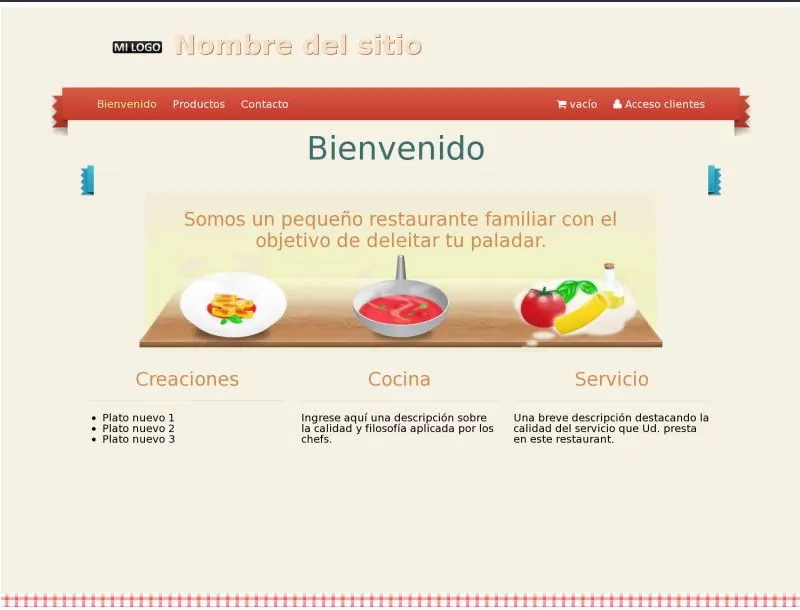 MI LOGO Nombre del sitio
Bienvenido Productos Contacto vacío Acceso clientes
Bienvenido
Somos un pequeño restaurante familiar con el
objetivo de deleitar tu paladar.
Creaciones
Plato nuevo 1
Plato nuevo 2
Plato nuevo 3
Cocina
Ingrese aquí una descripción sobre
la calidad y filosofía aplicada por los
chefs.
Servicio
Una breve descripción destacando la
calidad del servicio que Ud. presta
en este restaurant.